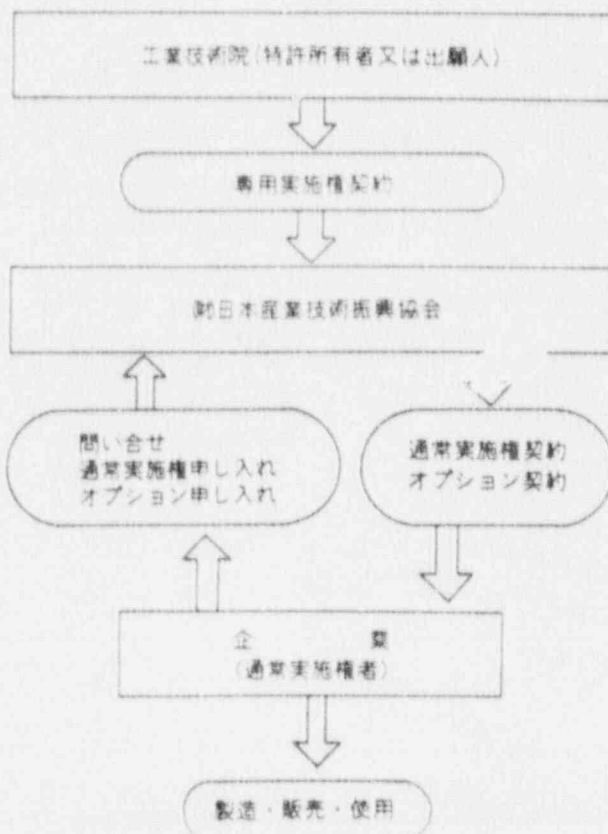 工業技術院(特許所有者又は出願人)
専用実施権契約
㈶日本産業技術振興協会
問い合せ
通常実施権申し入れ
オプション申し入れ
通常実施権契約
オプション契約
企 業
(通常実施権者)
製造・販売・使用